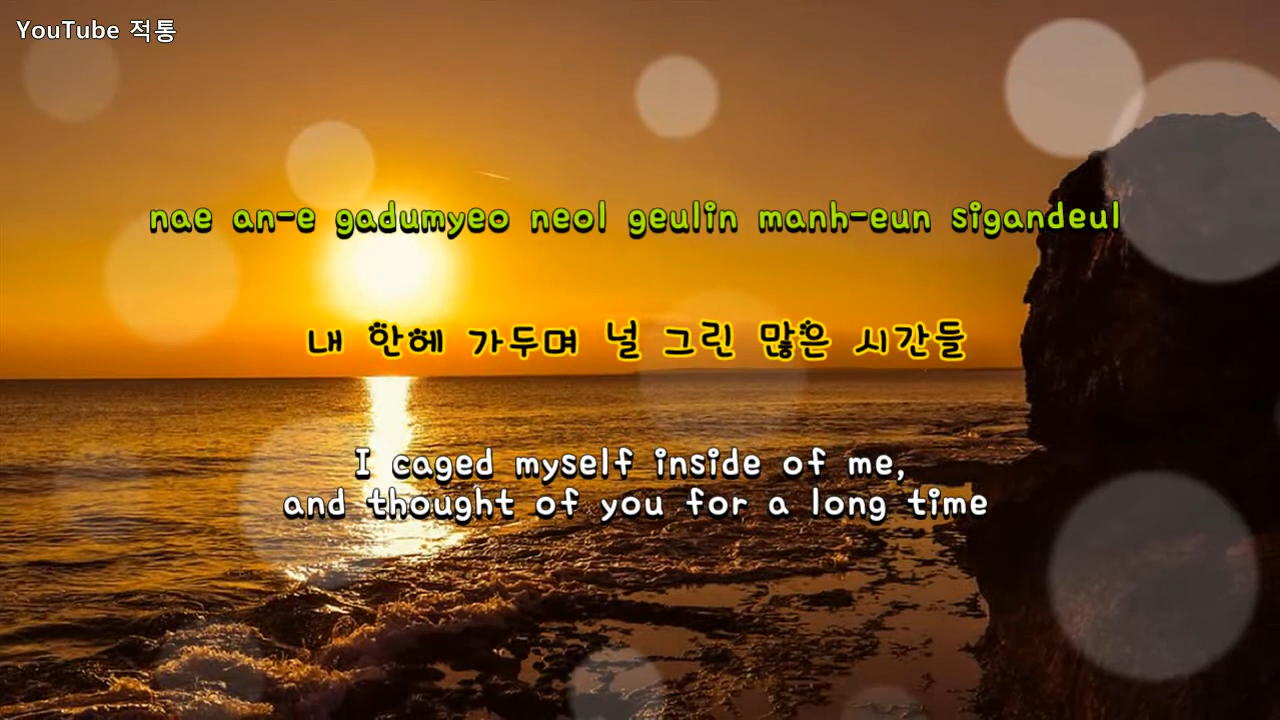 YouTube 적통
nae an-e gadumyeo neol geulin manh-eun sigandeul
내 한헤 가두며 널 그린 많은 시간들
I caged myself inside of me,
and thought of you for a long time